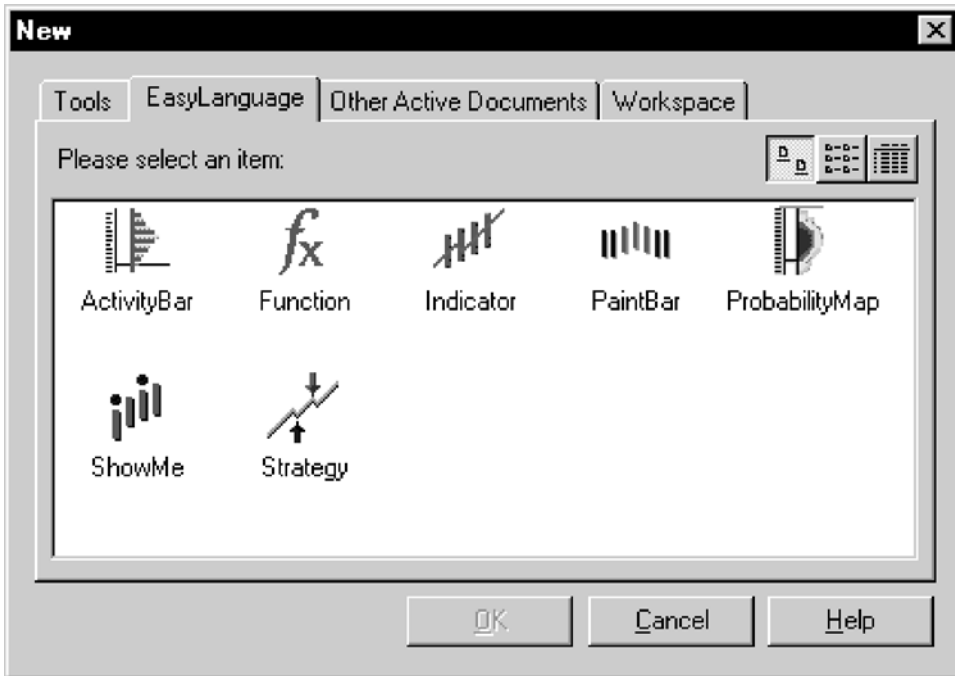 New
Tools EasyLanguage Other Active Documents Workspace
Please select an item:
ActivityBar Function Indicator PaintBar ProbabilityMap
ShowMe Strategy
OK Cancel Help